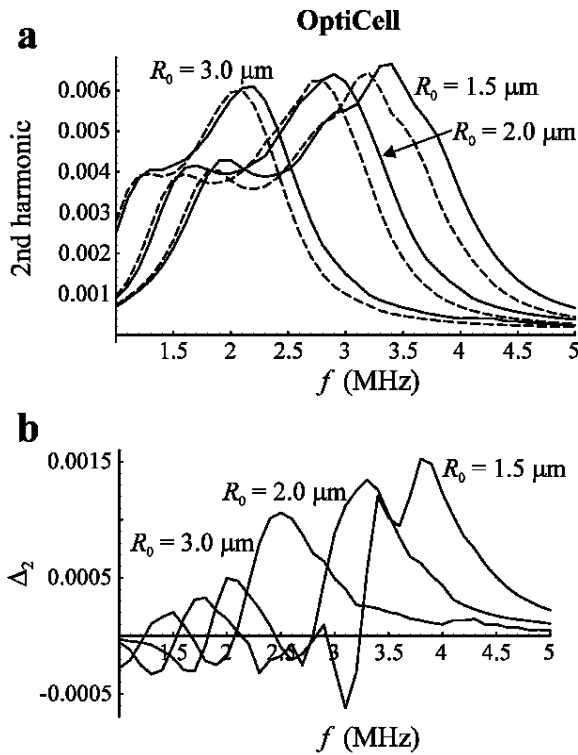 OptiCell
a
R₀ = 3.0 μm
R₀ = 1.5 μm
R₀ = 2.0 μm
2nd harmonic
0.006
0.005
0.004
0.003
0.002
0.001
1.5 2 2.5 3 3.5 4 4.5 5
f (MHz)
b
R₀ = 1.5 μm
R₀ = 2.0 μm
R₀ = 3.0 μm
Δ₂
0.0015
0.0005
-0.0005
1.5 2 2.5 3 3.5 4 4.5 5
f (MHz)